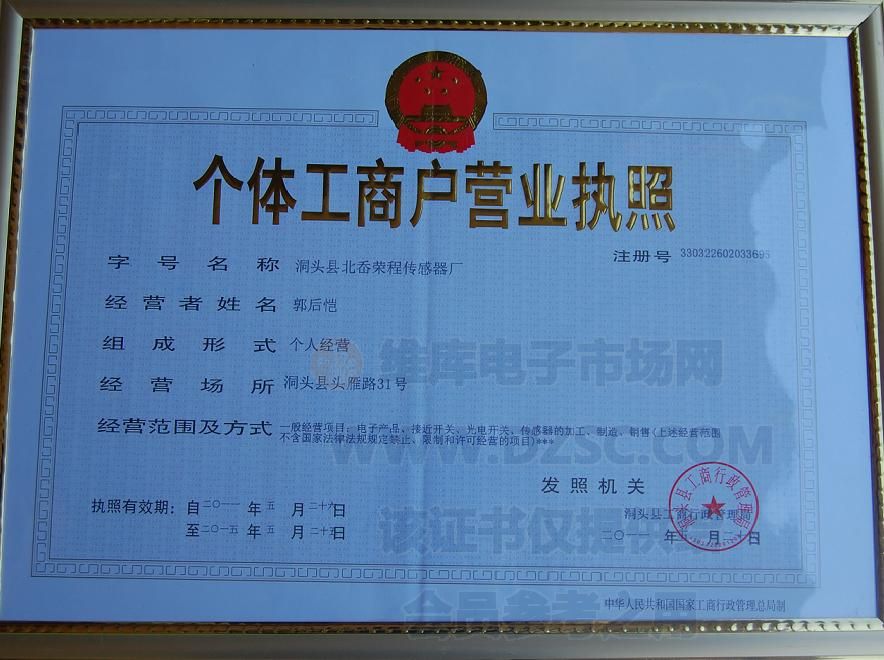 个体工商户营业执照
注册号 330322602033695
字号名称 洞头县北岙荣程传感器厂
经营者姓名 郭后恺
组成形式 个人经营
经营场所 洞头县头雁路31号
经营范围及方式 一般经营项目：电子产品、接近开关、光电开关、传感器的加工、制造、销售（上述经营范围
不含国家法律法规规定禁止、限制和许可经营的项目）***
发照机关
执照有效期：自二〇一一年五月二十六日
至二〇一五年五月二十五日
洞头县工商行政管理局
二〇一一年 月二 日
中华人民共和国国家工商行政管理总局制
维库电子市场网
WWW.DZSC.COM
该证书仅提供
会员参考之用